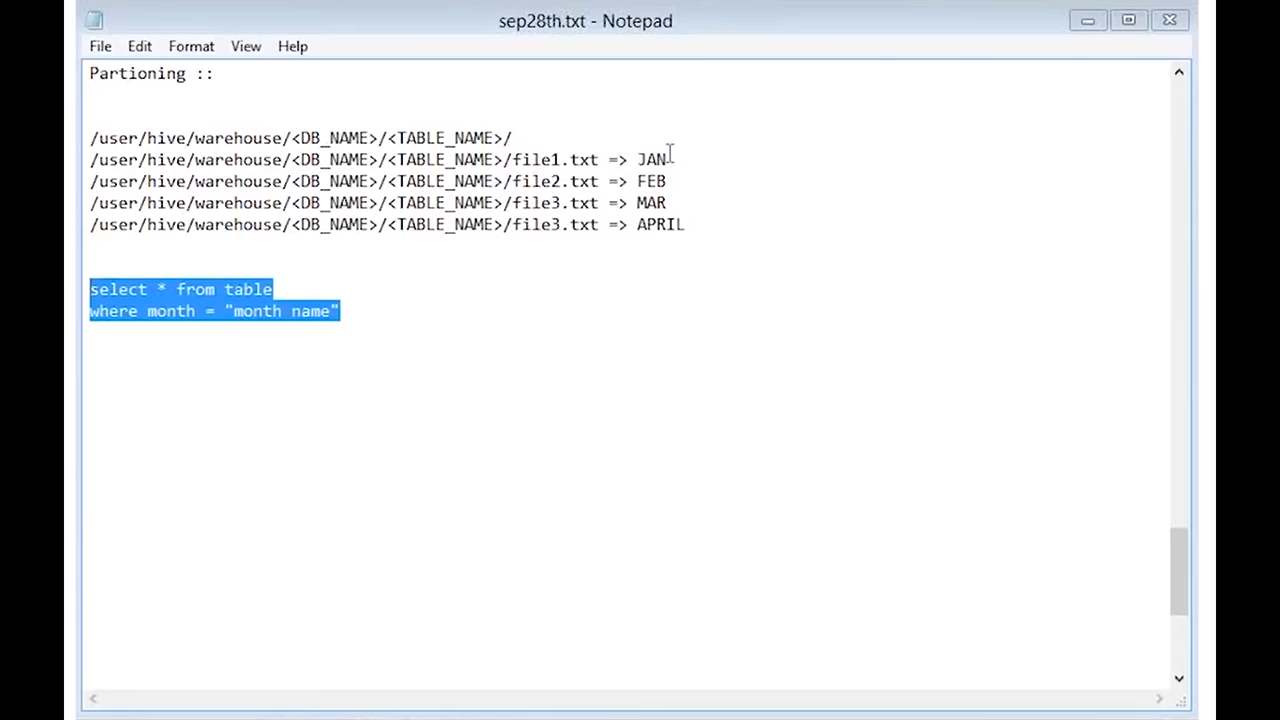 sep28th.txt - Notepad
File Edit Format View Help
Partioning ::
/user/hive/warehouse/<DB_NAME>/<TABLE_NAME>/
/user/hive/warehouse/<DB_NAME>/<TABLE_NAME>/file1.txt => JAN
/user/hive/warehouse/<DB_NAME>/<TABLE_NAME>/file2.txt => FEB
/user/hive/warehouse/<DB_NAME>/<TABLE_NAME>/file3.txt => MAR
/user/hive/warehouse/<DB_NAME>/<TABLE_NAME>/file3.txt => APRIL
select * from table
where month = "month name"